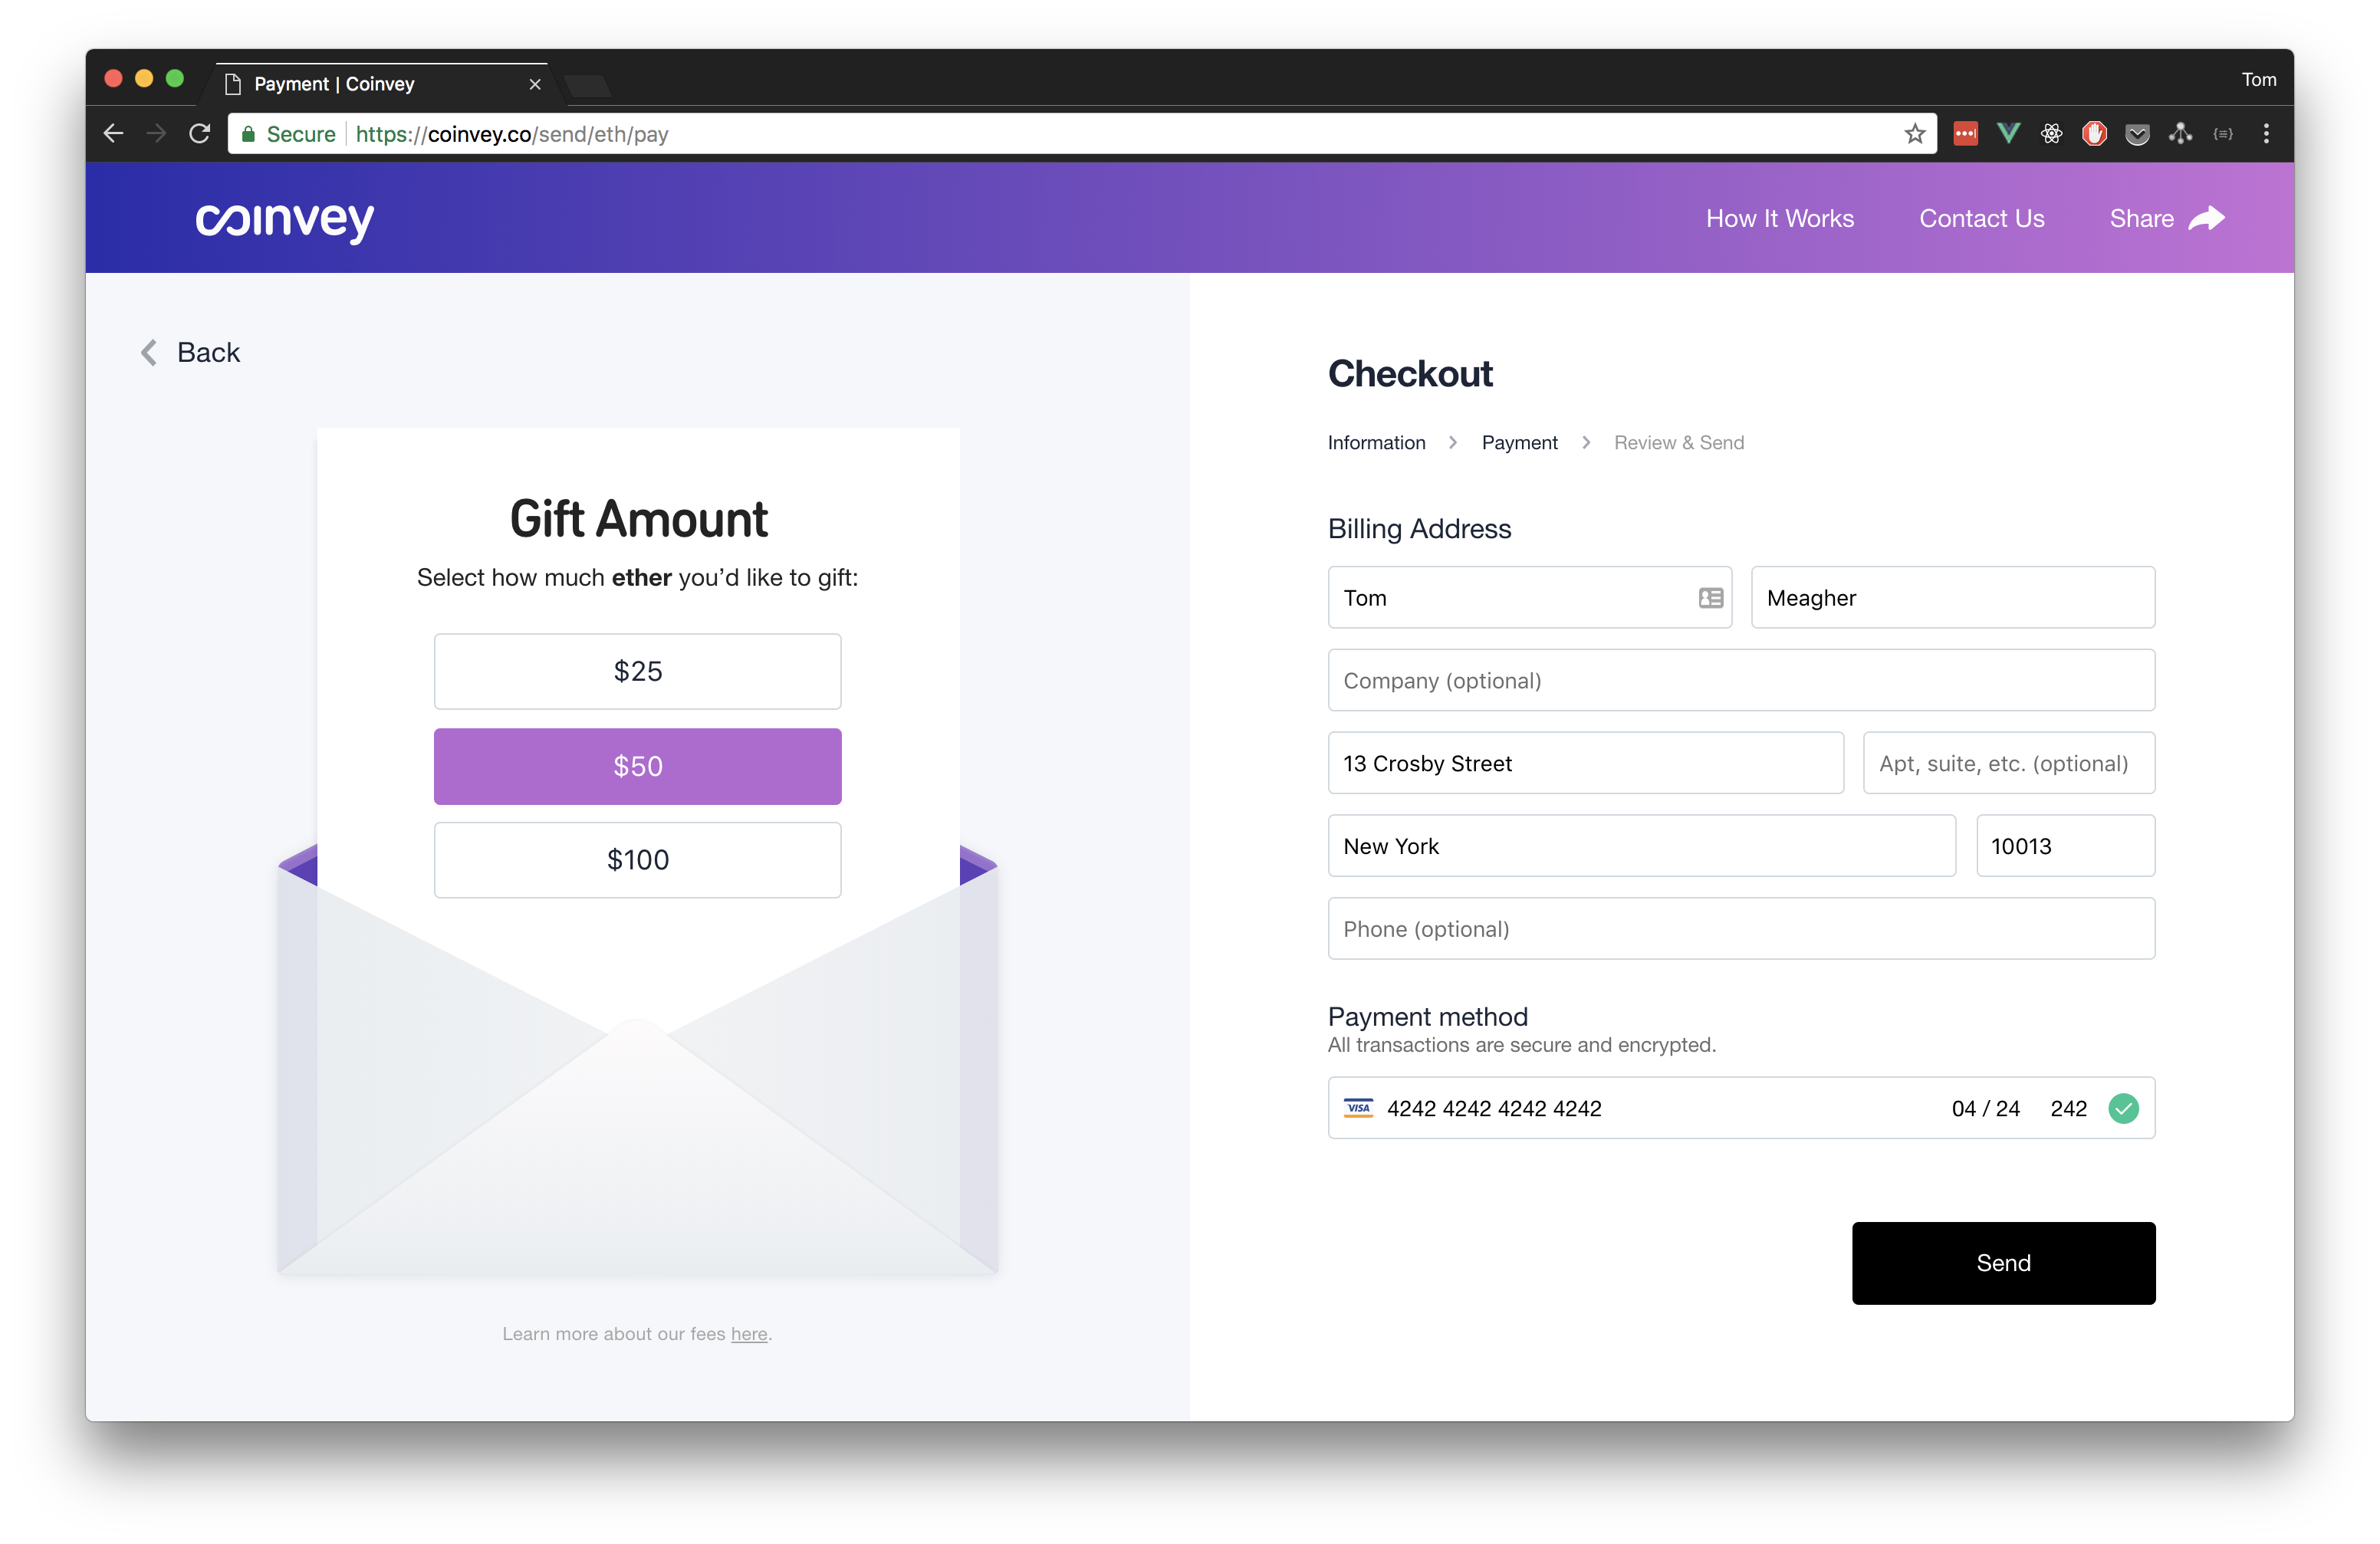 Payment | Coinvey
Tom
Secure
https://coinvey.co/send/eth/pay
coinvey
How It Works
Contact Us
Share
Back
Gift Amount
Select how much ether you’d like to gift:
$25
$50
$100
Learn more about our fees here.
Checkout
Information
Payment
Review & Send
Billing Address
Tom
Meagher
Company (optional)
13 Crosby Street
Apt, suite, etc. (optional)
New York
10013
Phone (optional)
Payment method
All transactions are secure and encrypted.
VISA 4242 4242 4242 4242 04 / 24 242
Send